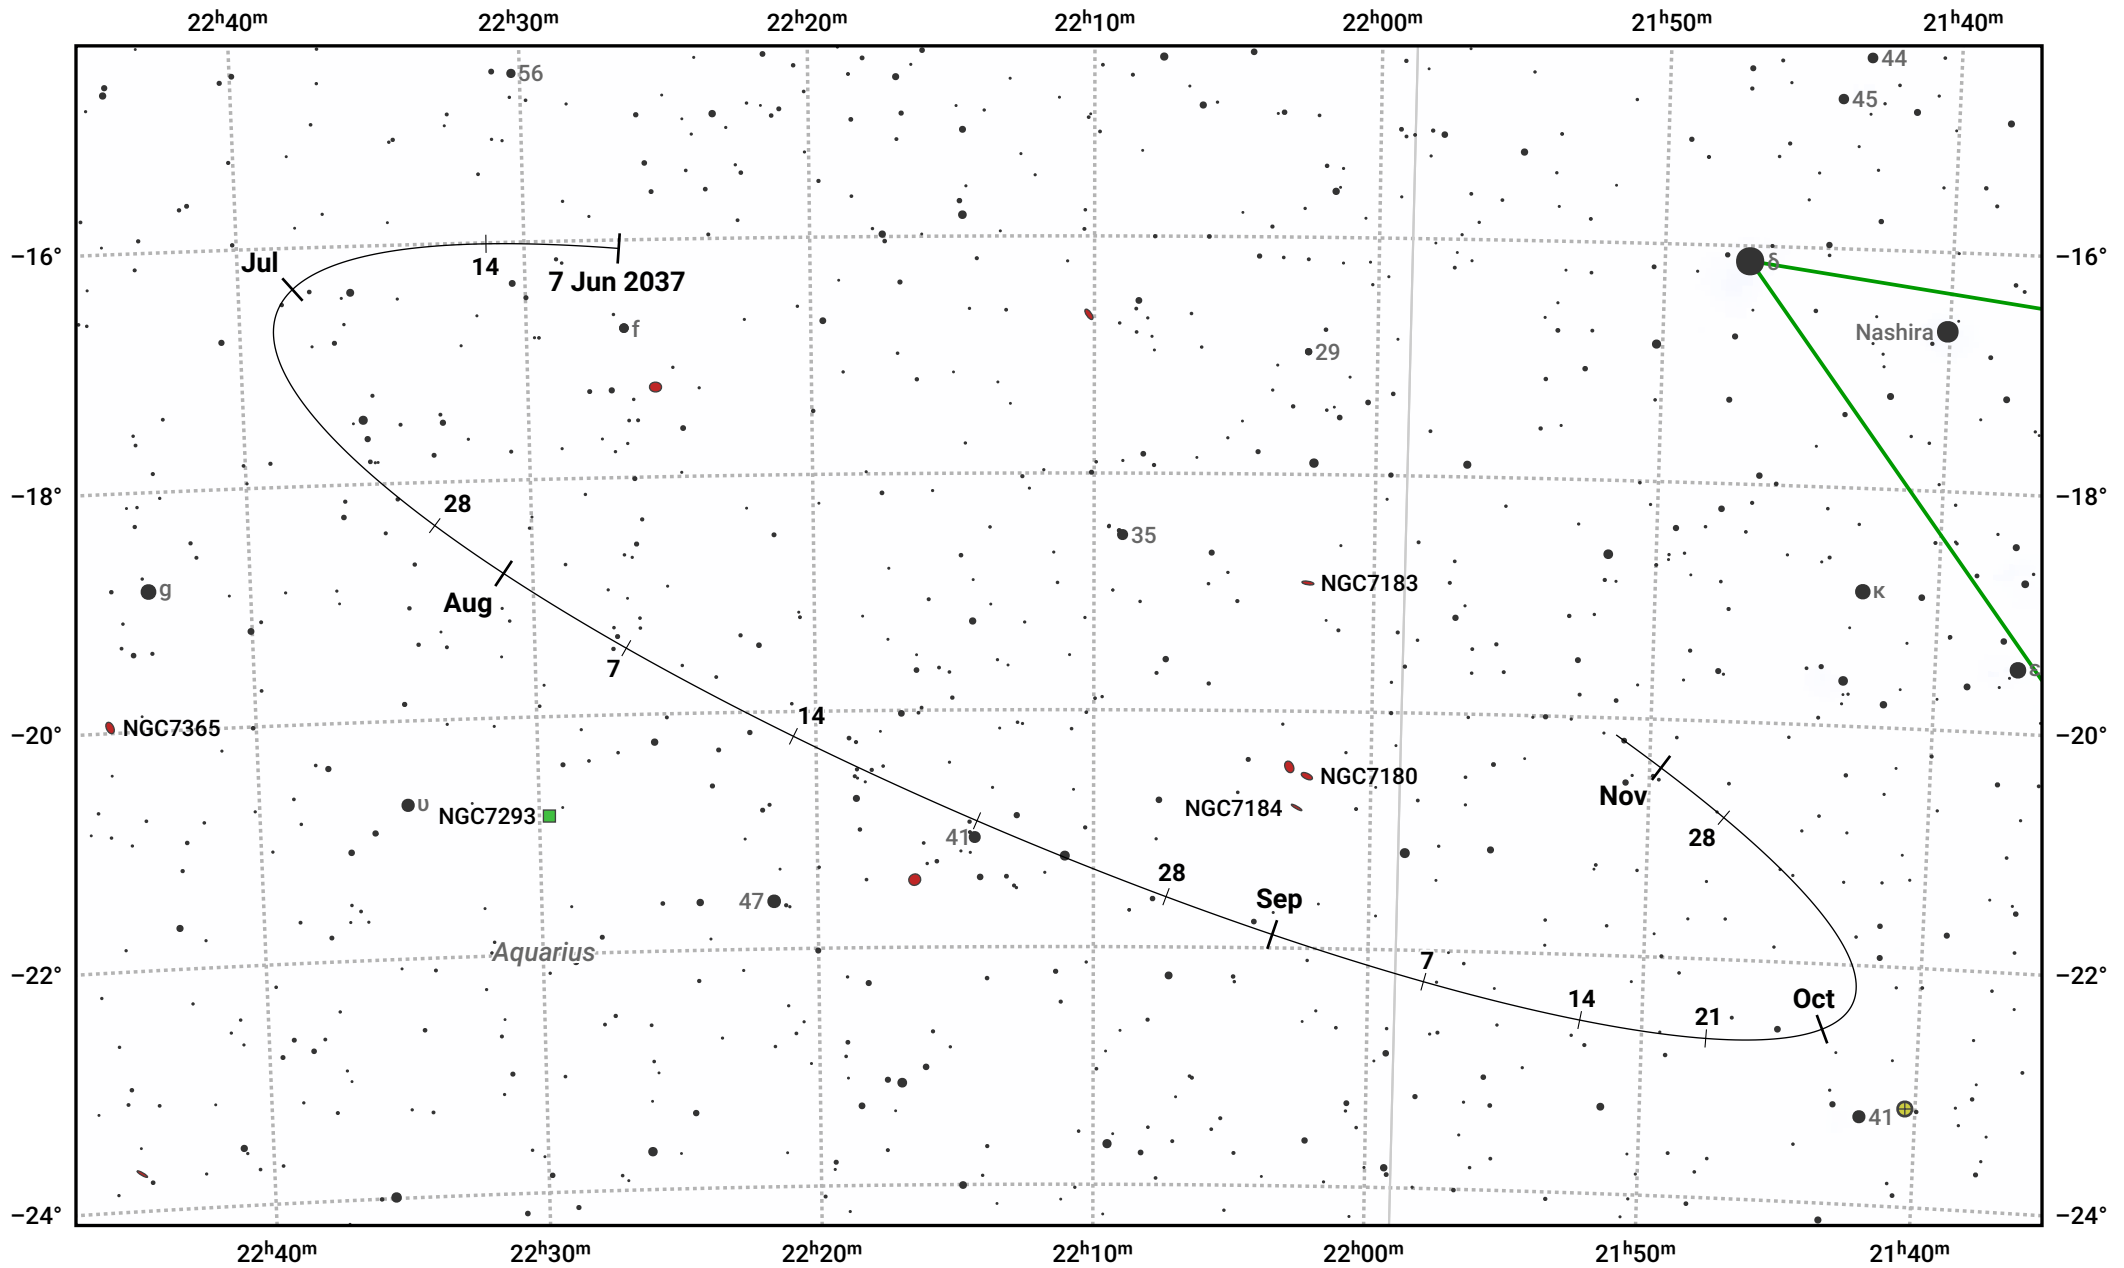 22ʰ40ᵐ 22ʰ30ᵐ 22ʰ20ᵐ 22ʰ10ᵐ 22ʰ00ᵐ 21ʰ50ᵐ 21ʰ40ᵐ
44
56
45
−16° −16°
Jul
δ
14
7 Jun 2037
f
Nashira
29
−18° −18°
28
35
NGC7183
g
κ
Aug
7
ε
14
NGC7365
−20° −20°
NGC7180
Nov
υ
NGC7184
NGC7293
41
28
28
47
Sep
Aquarius
7
−22° −22°
14
Oct
21
41
−24° −24°
22ʰ40ᵐ 22ʰ30ᵐ 22ʰ20ᵐ 22ʰ10ᵐ 22ʰ00ᵐ 21ʰ50ᵐ 21ʰ40ᵐ